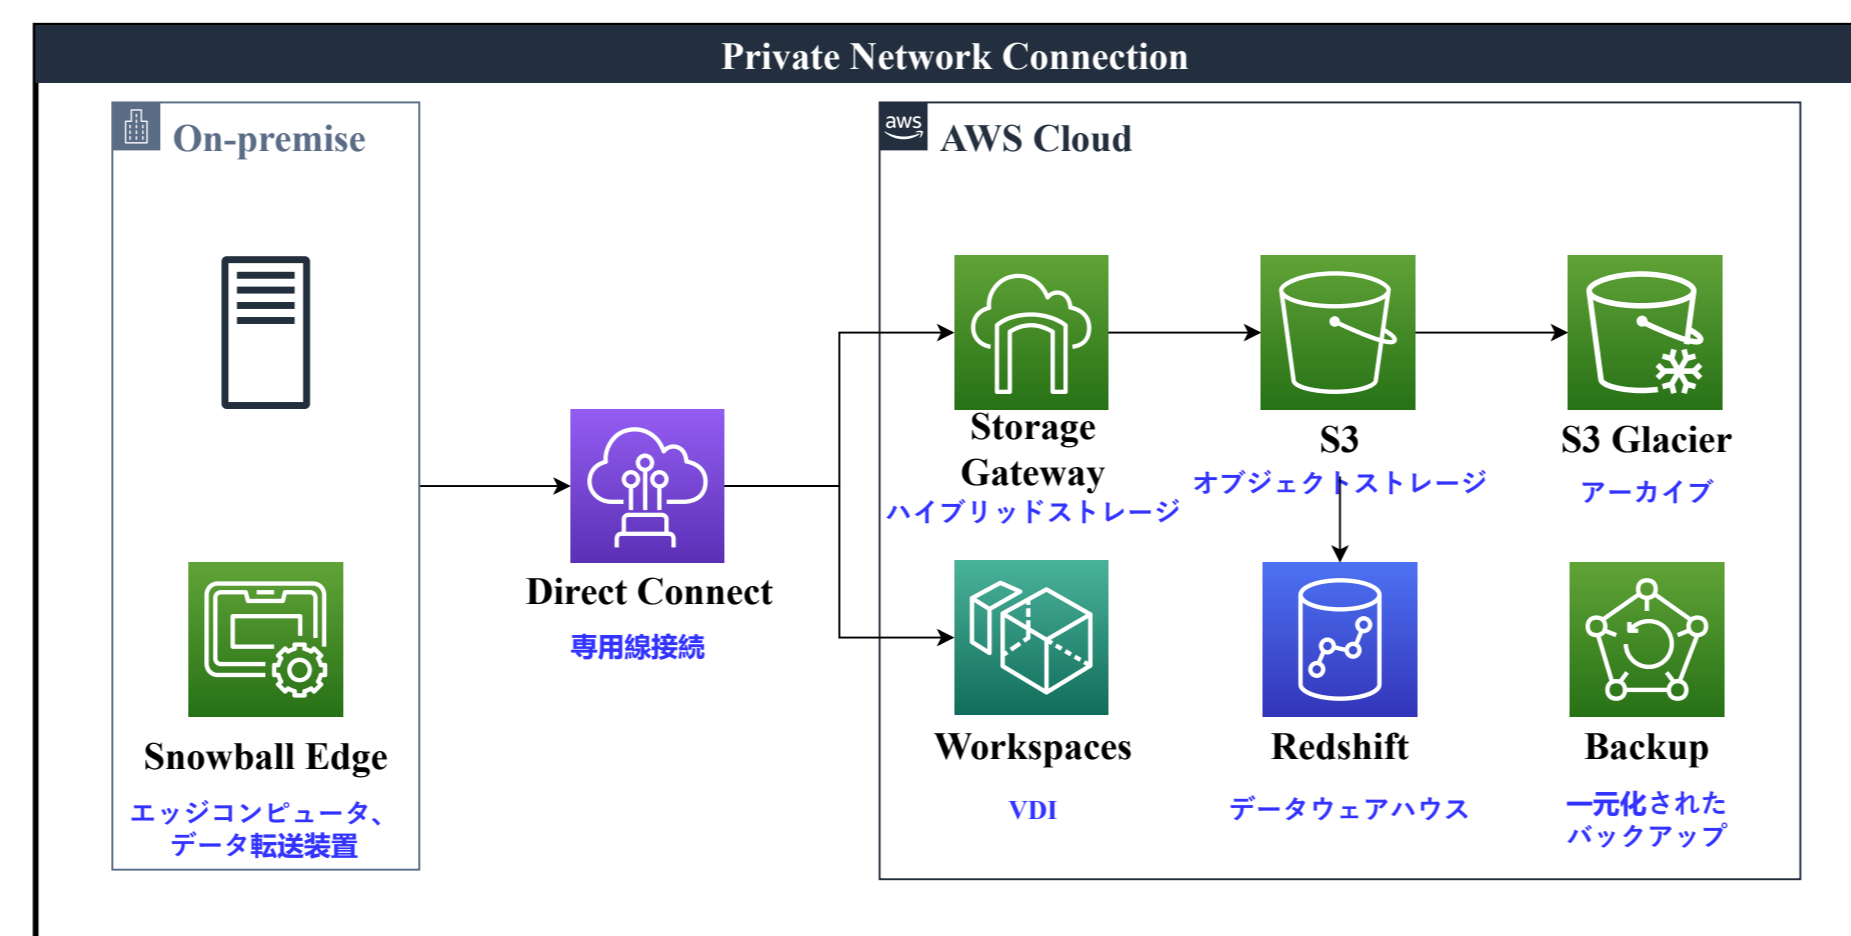 Private Network Connection
On-premise
aws
AWS Cloud
Storage
Gateway
ハイブリッドストレージ
S3
オブジェクトストレージ
S3 Glacier
アーカイブ
Direct Connect
専用線接続
Snowball Edge
エッジコンピュータ、
データ転送装置
Workspaces
VDI
Redshift
データウェアハウス
Backup
一元化された
バックアップ